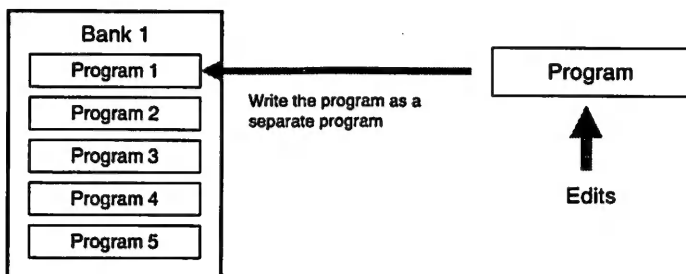 Bank 1
Program 1
Program 2
Program 3
Program 4
Program 5
Write the program as a
separate program
Program
Edits